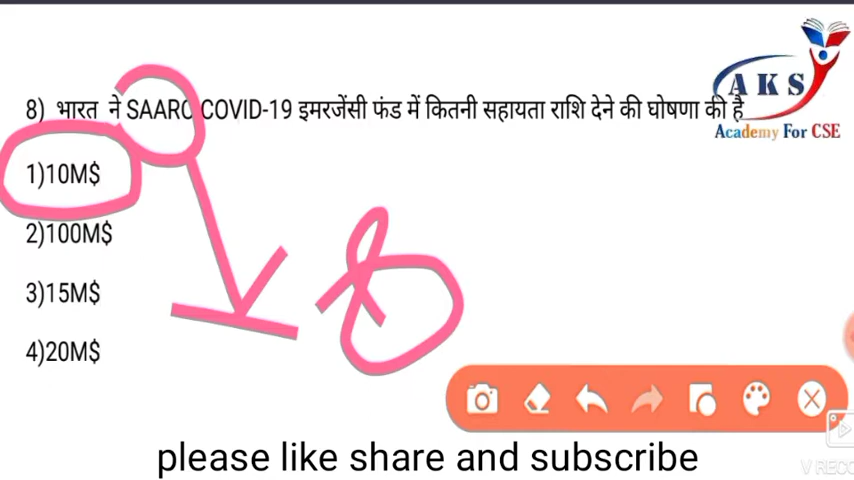 8) भारत ने SAARC COVID-19 इमरजेंसी फंड में कितनी सहायता राशि देने की घोषणा की है
AKS
Academy For CSE
1)10M$
2)100M$
3)15M$
4)20M$
8
please like share and subscribe